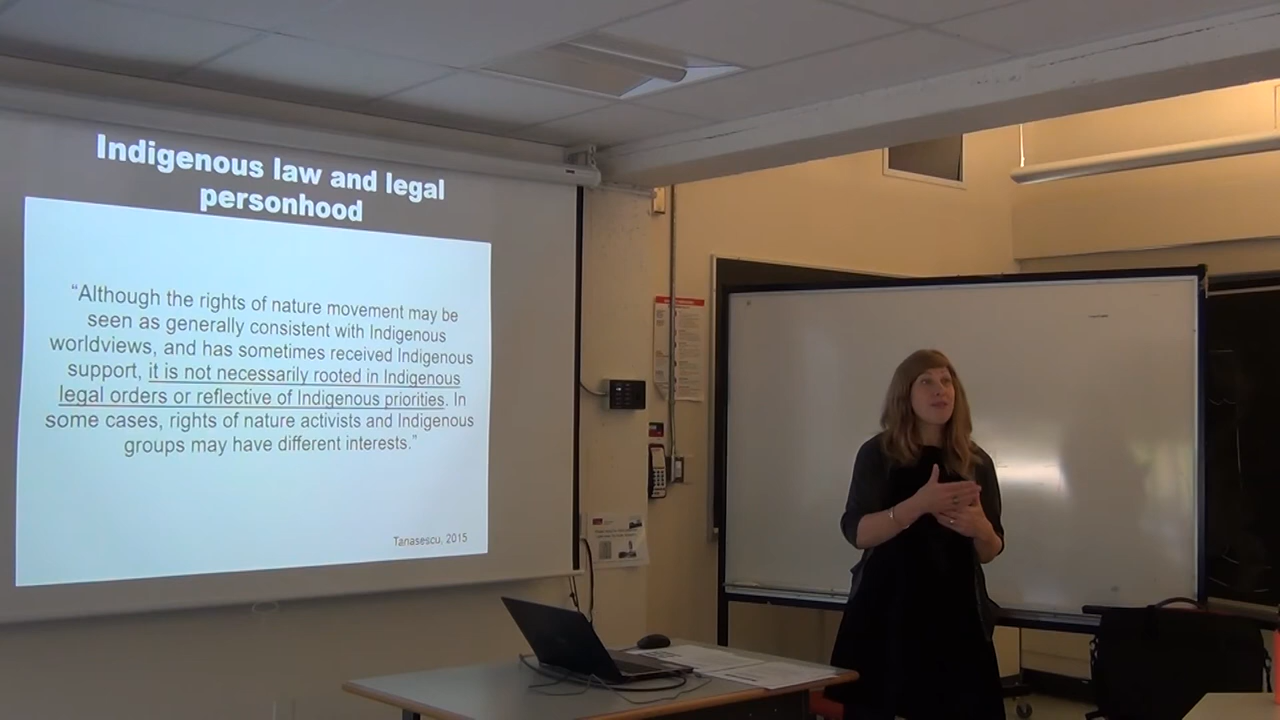 Indigenous law and legal
personhood
“Although the rights of nature movement may be
seen as generally consistent with Indigenous
worldviews, and has sometimes received Indigenous
support, it is not necessarily rooted in Indigenous
legal orders or reflective of Indigenous priorities. In
some cases, rights of nature activists and Indigenous
groups may have different interests.”
Tanasescu, 2015